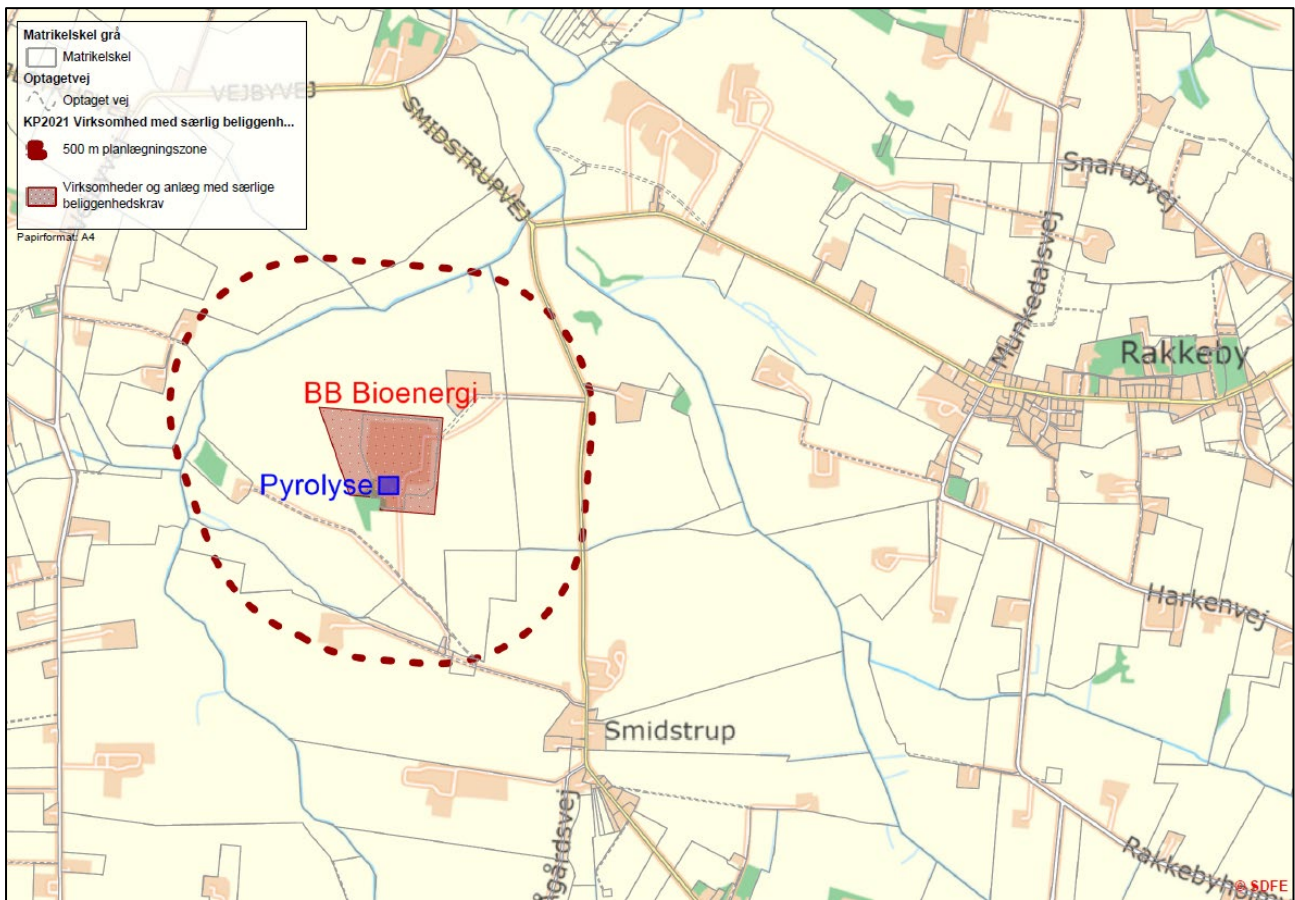 Matrikelskel grå
Matrikelskel
Optagetvej
Optaget vej
KP2021 Virksomhed med særlig beliggenh...
500 m planlægningszone
Virksomheder og anlæg med særlige
beliggenhedskrav
Papirformat: A4
VEJBYVEJ
SMIDSTRUPVEJ
Snarupvej
Munkedalsvej
Rakkeby
BB Bioenergi
Pyrolyse
Harkenvej
Smidstrup
Ågårdsvej
© SDFE